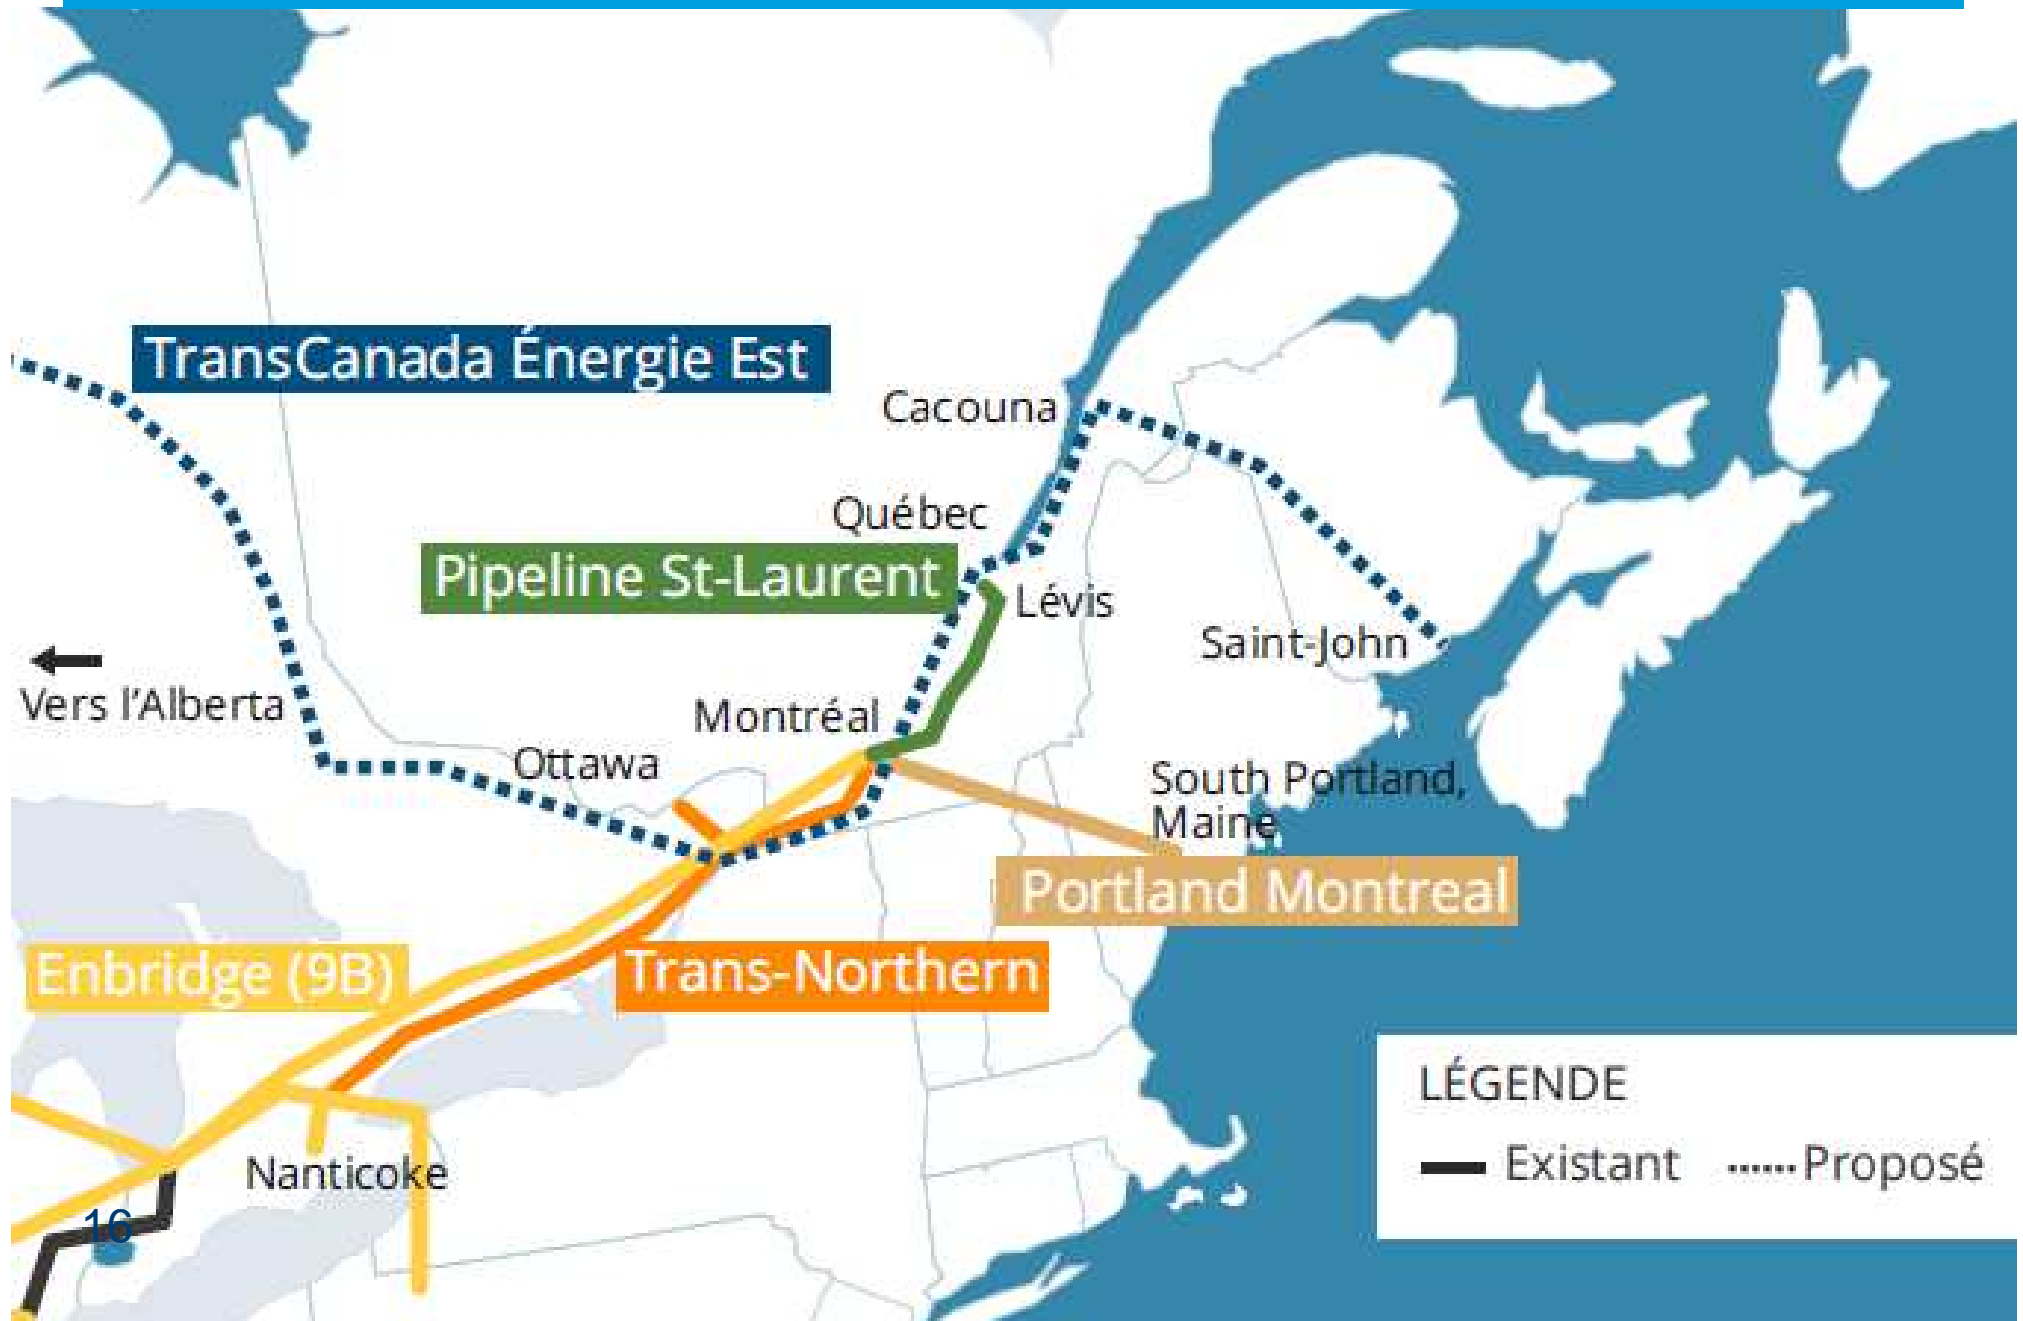 TransCanada Énergie Est
Cacouna
Québec
Pipeline St-Laurent
Lévis
Saint-John
Vers l'Alberta
Montréal
Ottawa
South Portland,
Maine
Portland Montreal
Enbridge (9B)
Trans-Northern
LÉGENDE
Existant
Proposé
Nanticoke
16